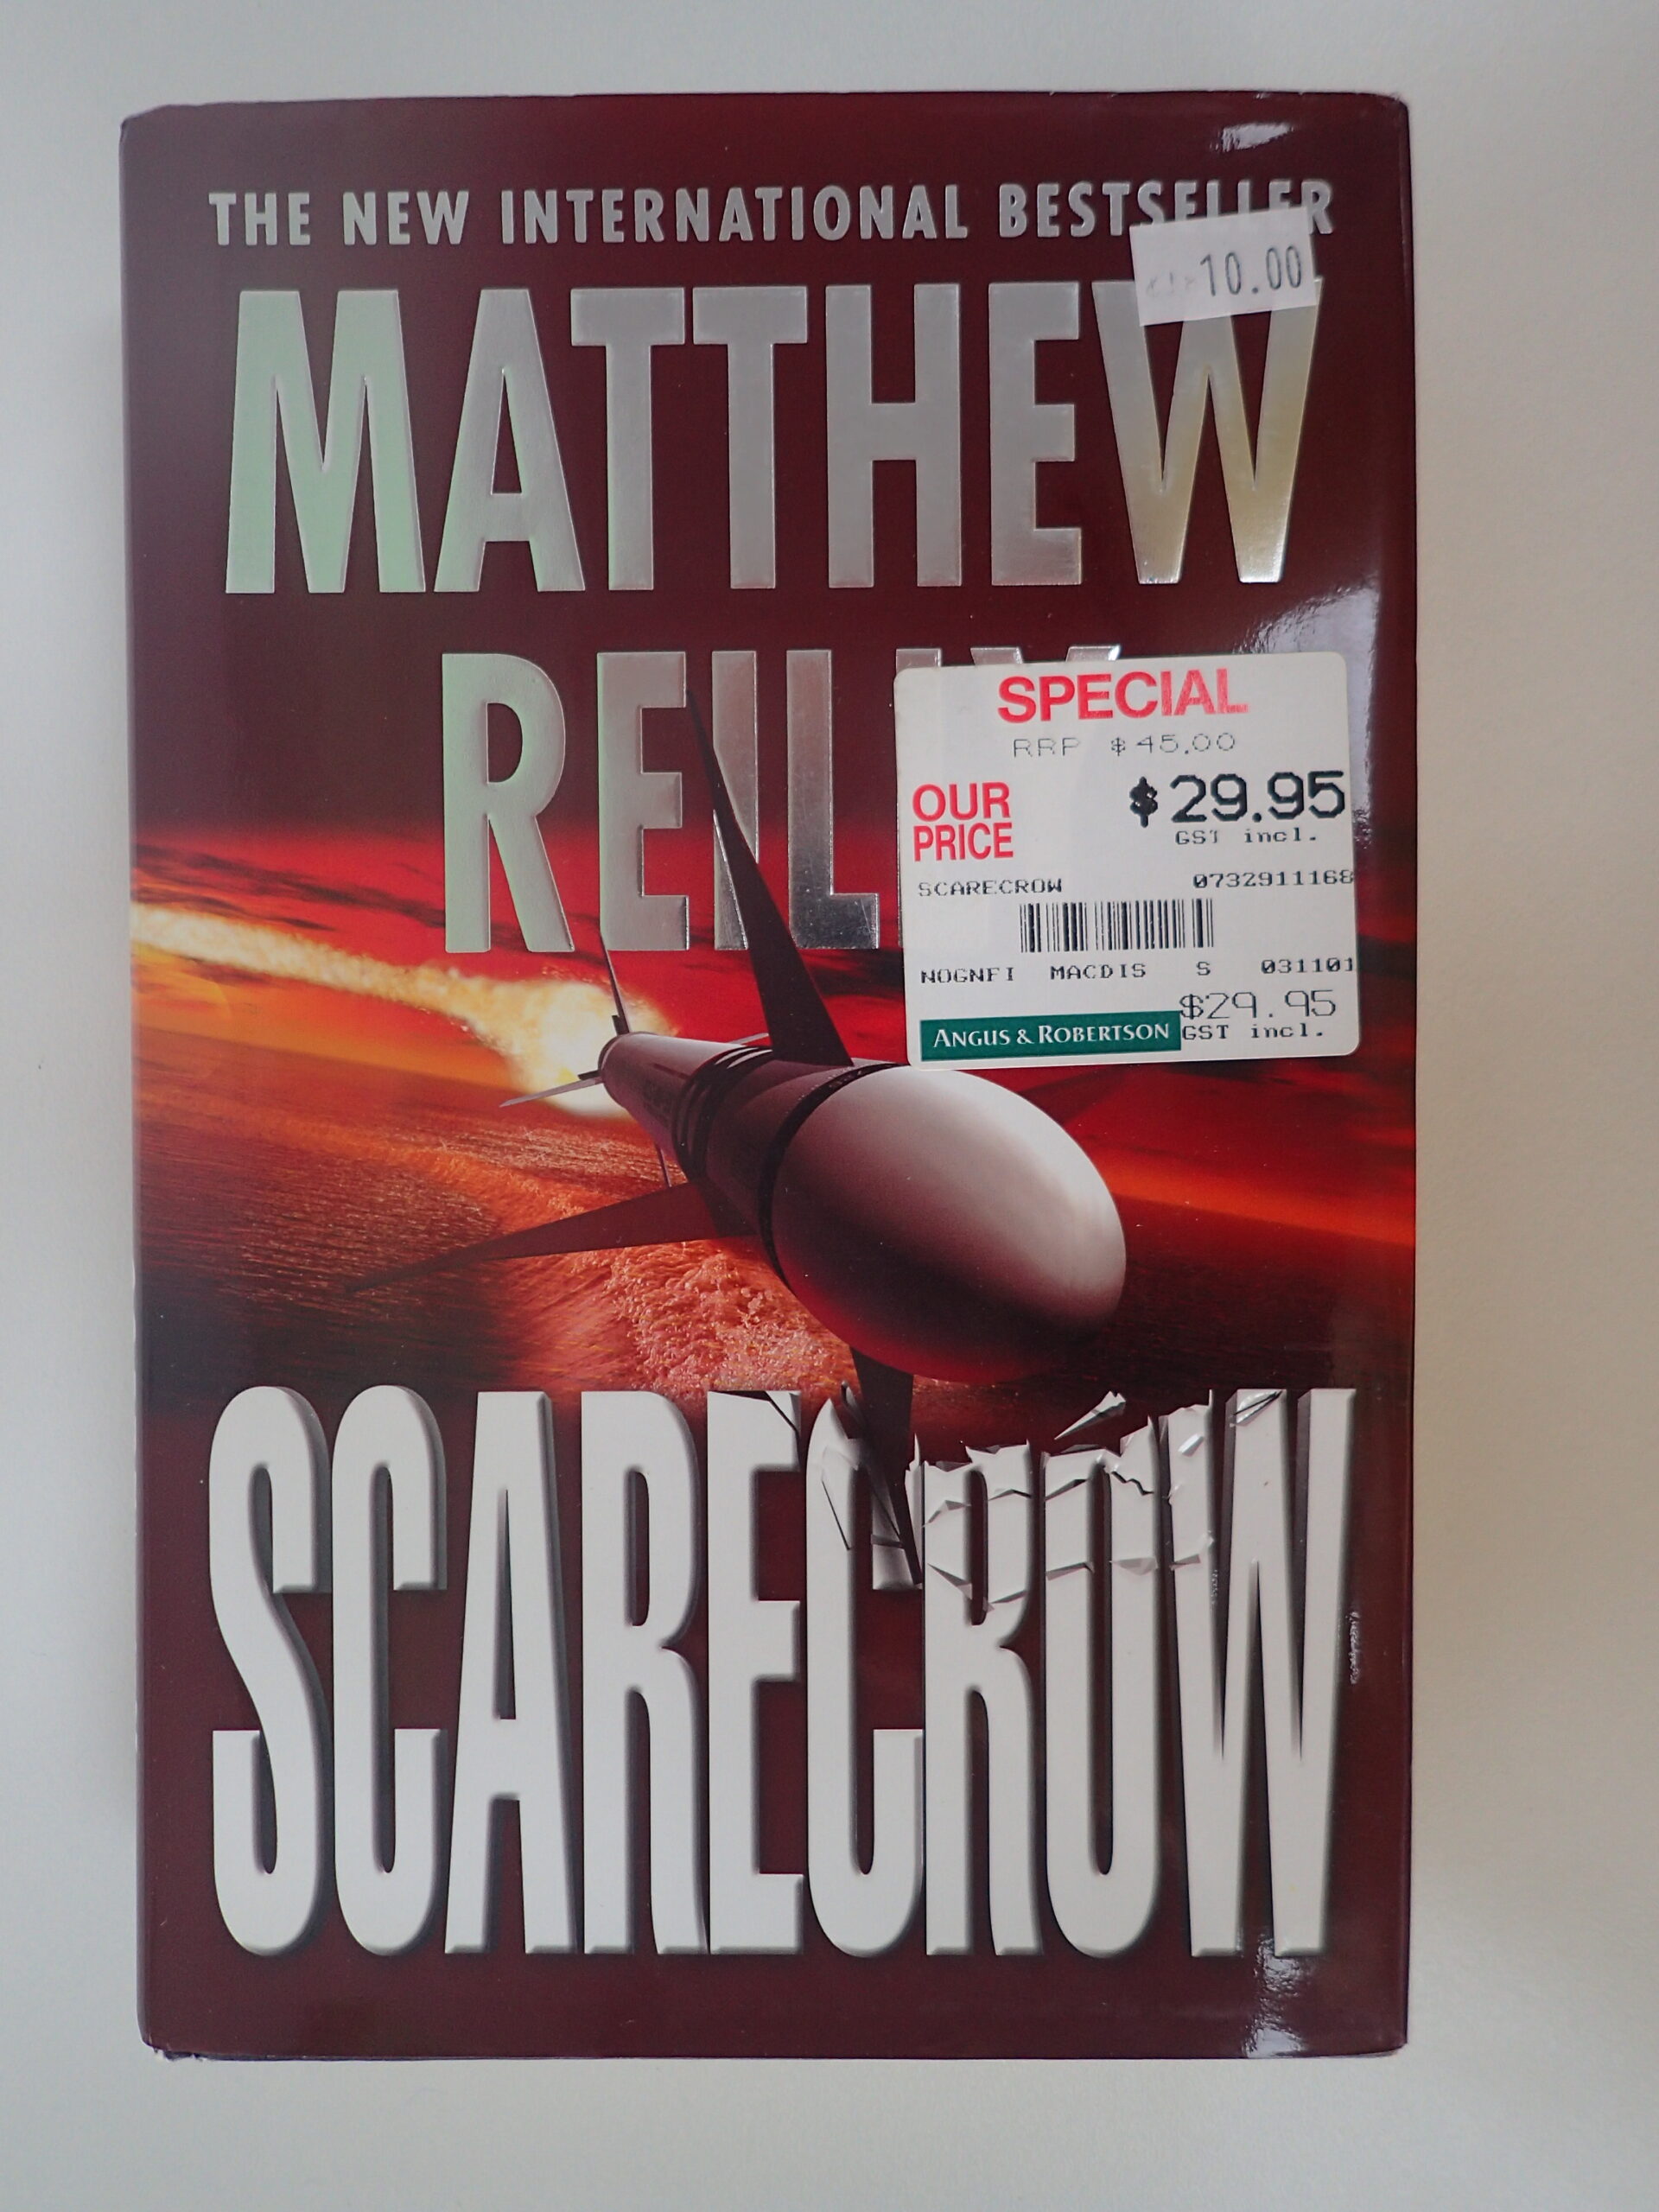 THE NEW INTERNATIONAL BESTSELLER
10.00
MATTHEW
REILLY
SPECIAL
RRP $45.00
OUR PRICE $29.95
GST incl.
SCARECROW 0732911168
NOGNFI MACDIS S 031101
$29.95
ANGUS & ROBERTSON GST incl.
SCARECROW